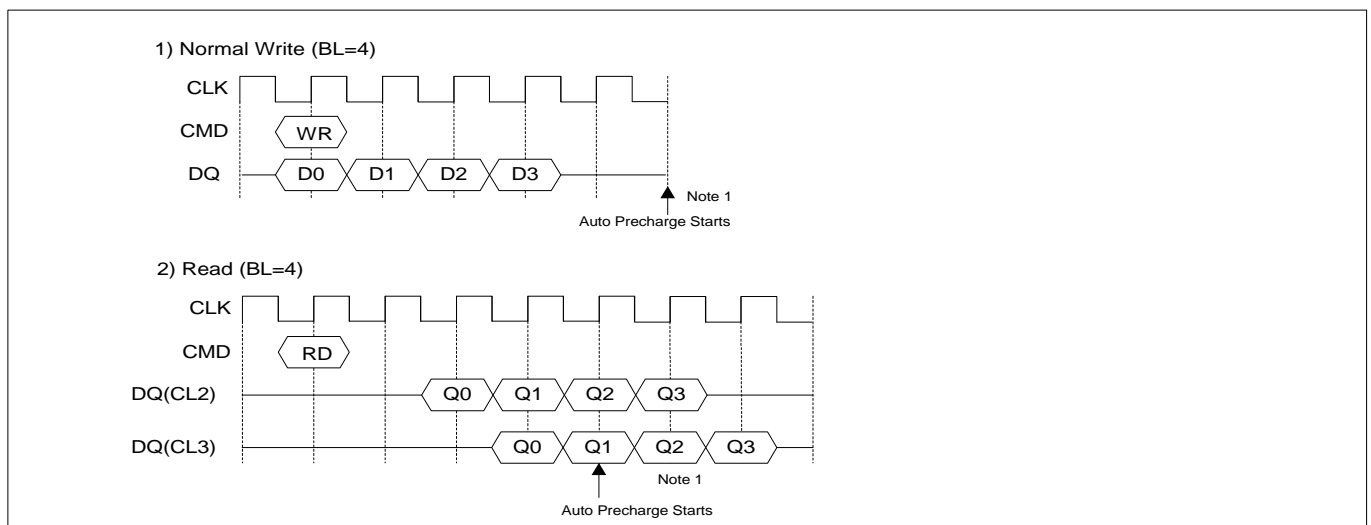 1) Normal Write (BL=4)
CLK
CMD WR
DQ D0 D1 D2 D3
Note 1
Auto Precharge Starts
2) Read (BL=4)
CLK
CMD RD
DQ(CL2) Q0 Q1 Q2 Q3
DQ(CL3) Q0 Q1 Q2 Q3
Note 1
Auto Precharge Starts